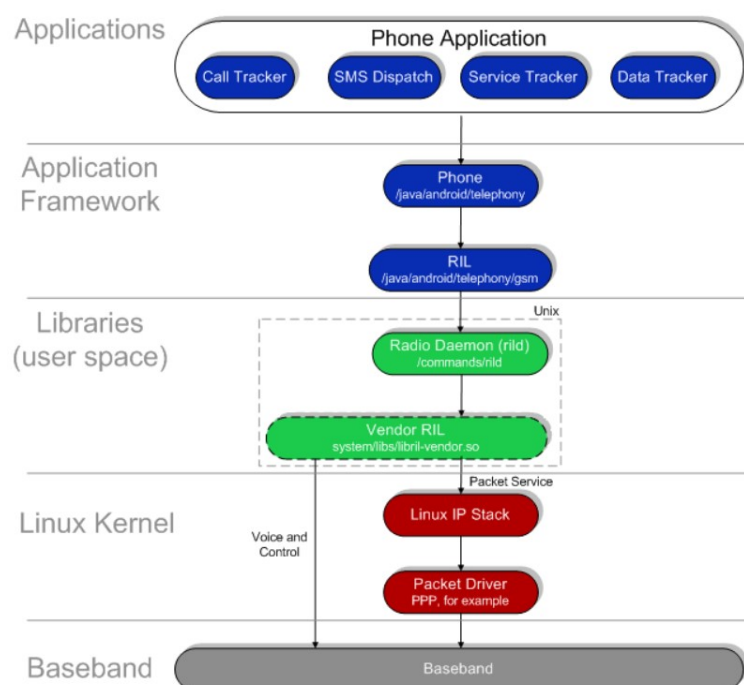 Applications
Phone Application
Call Tracker
SMS Dispatch
Service Tracker
Data Tracker
Application
Framework
Phone
/java/android/telephony
RIL
/java/android/telephony/gsm
Libraries
(user space)
Unix
Radio Daemon (rild)
/commands/rild
Vendor RIL
system/libs/libril-vendor.so
Packet Service
Linux Kernel
Linux IP Stack
Voice and
Control
Packet Driver
PPP, for example
Baseband
Baseband